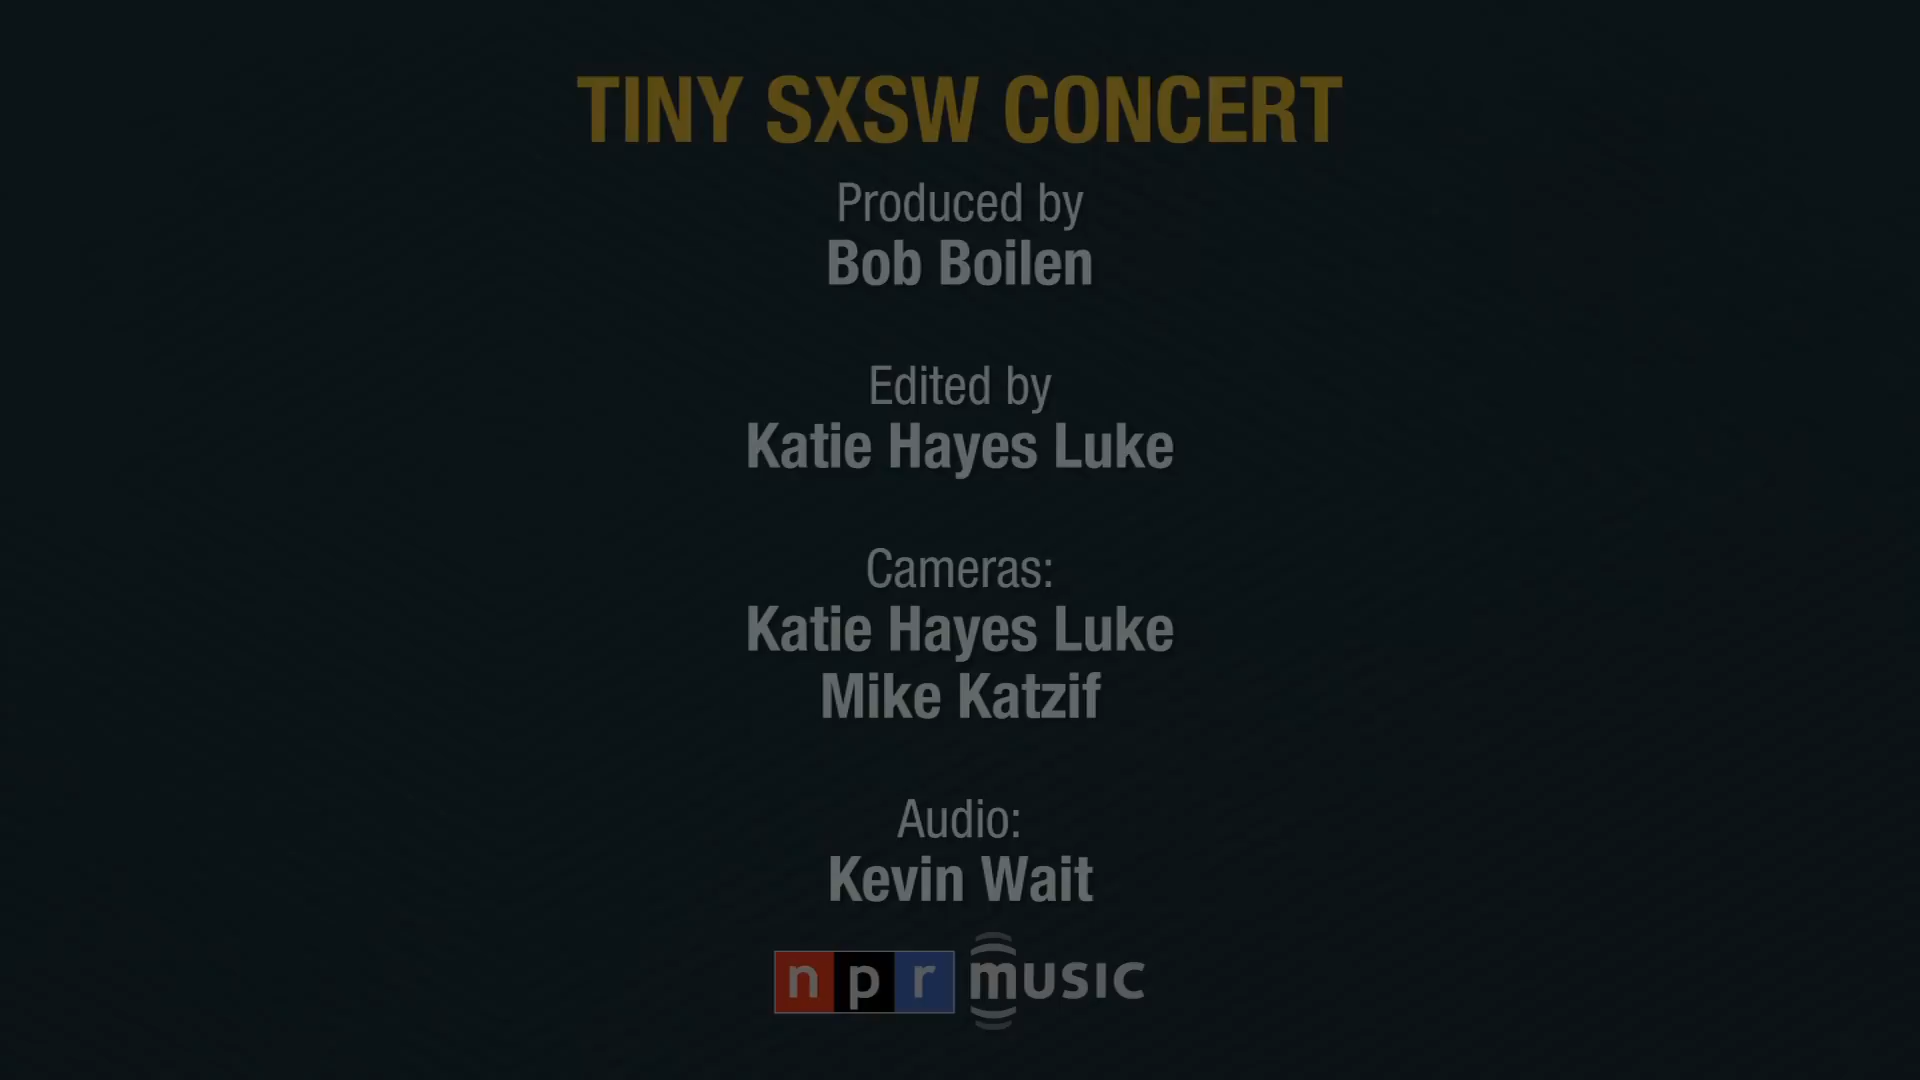 TINY SXSW CONCERT
Produced by
Bob Boilen
Edited by
Katie Hayes Luke
Cameras:
Katie Hayes Luke
Mike Katzif
Audio:
Kevin Wait
npr music